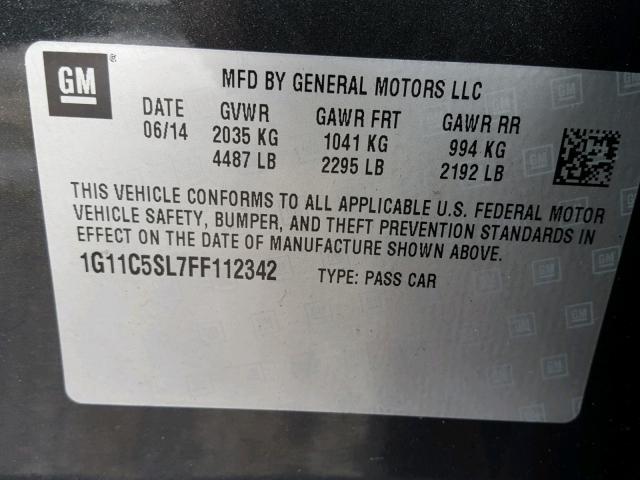 GM
MFD BY GENERAL MOTORS LLC
DATE GVWR GAWR FRT GAWR RR
06/14 2035 KG 1041 KG 994 KG
4487 LB 2295 LB 2192 LB
THIS VEHICLE CONFORMS TO ALL APPLICABLE U.S. FEDERAL MOTOR
VEHICLE SAFETY, BUMPER, AND THEFT PREVENTION STANDARDS IN
EFFECT ON THE DATE OF MANUFACTURE SHOWN ABOVE.
1G11C5SL7FF112342 TYPE: PASS CAR